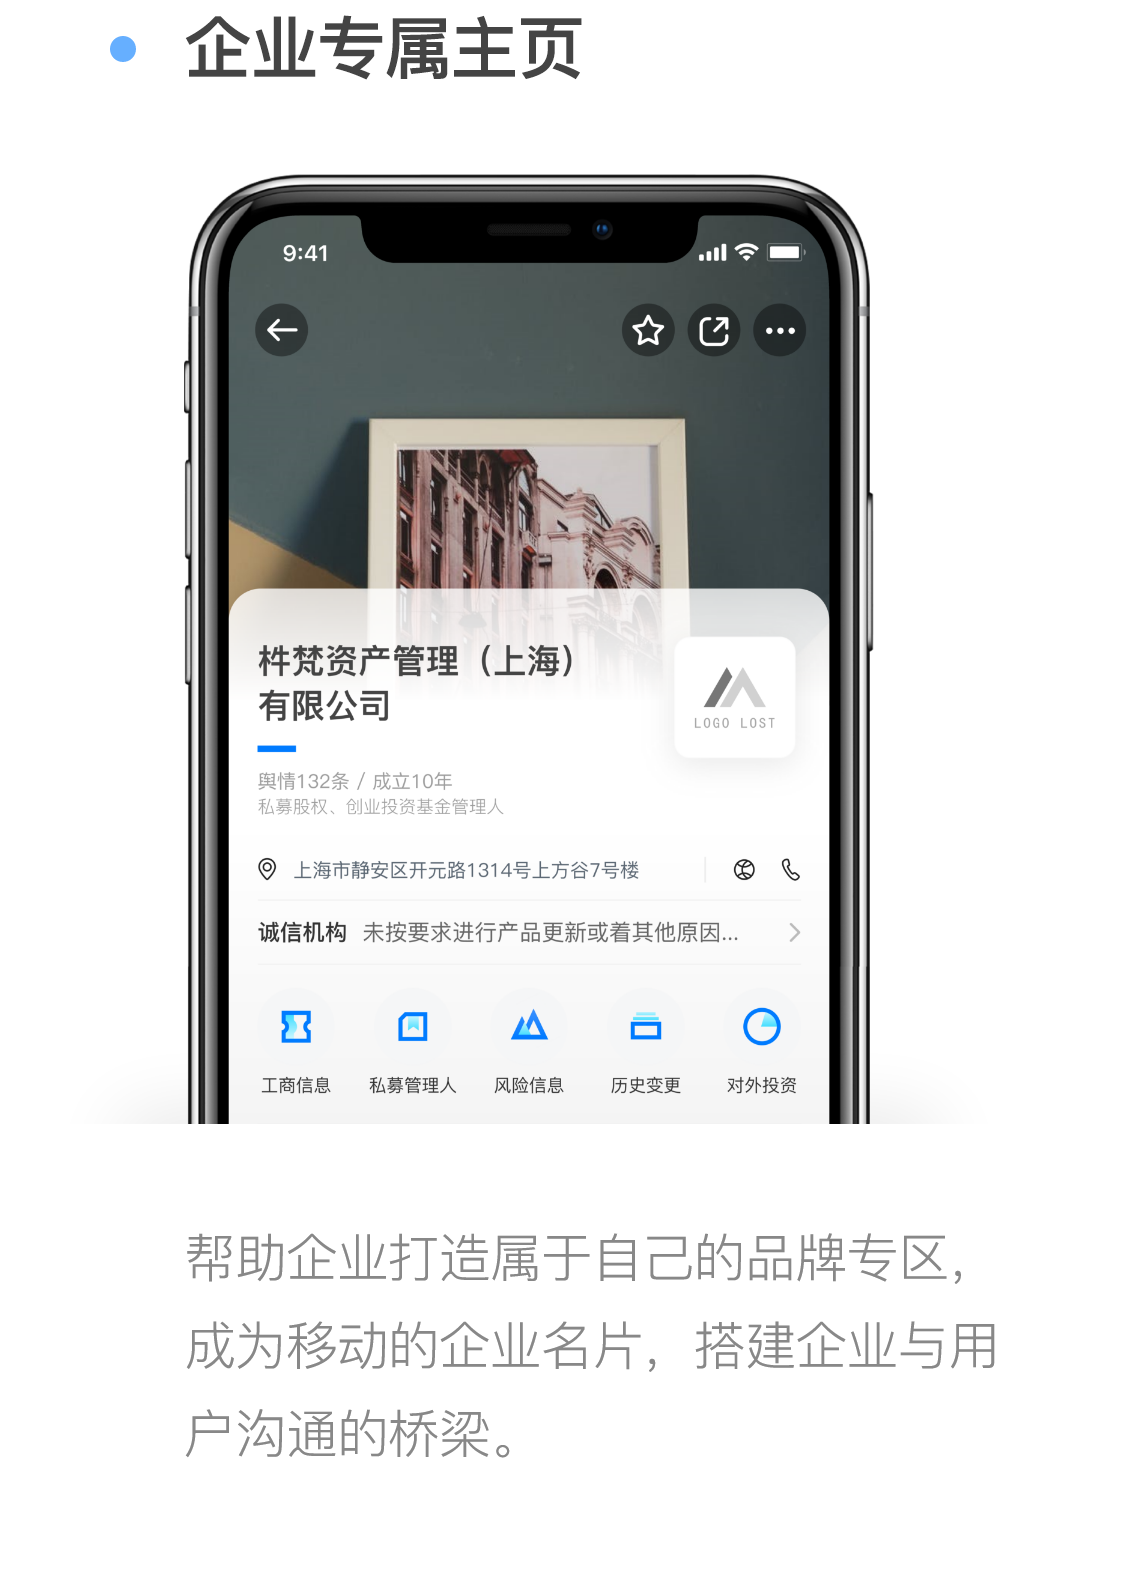 企业专属主页
9:41
杵梵资产管理（上海）
有限公司
LOGO LOST
舆情132条 / 成立10年
私募股权、创业投资基金管理人
上海市静安区开元路1314号上方谷7号楼
诚信机构 未按要求进行产品更新或着其他原因...
工商信息 私募管理人 风险信息 历史变更 对外投资
帮助企业打造属于自己的品牌专区，
成为移动的企业名片，搭建企业与用
户沟通的桥梁。